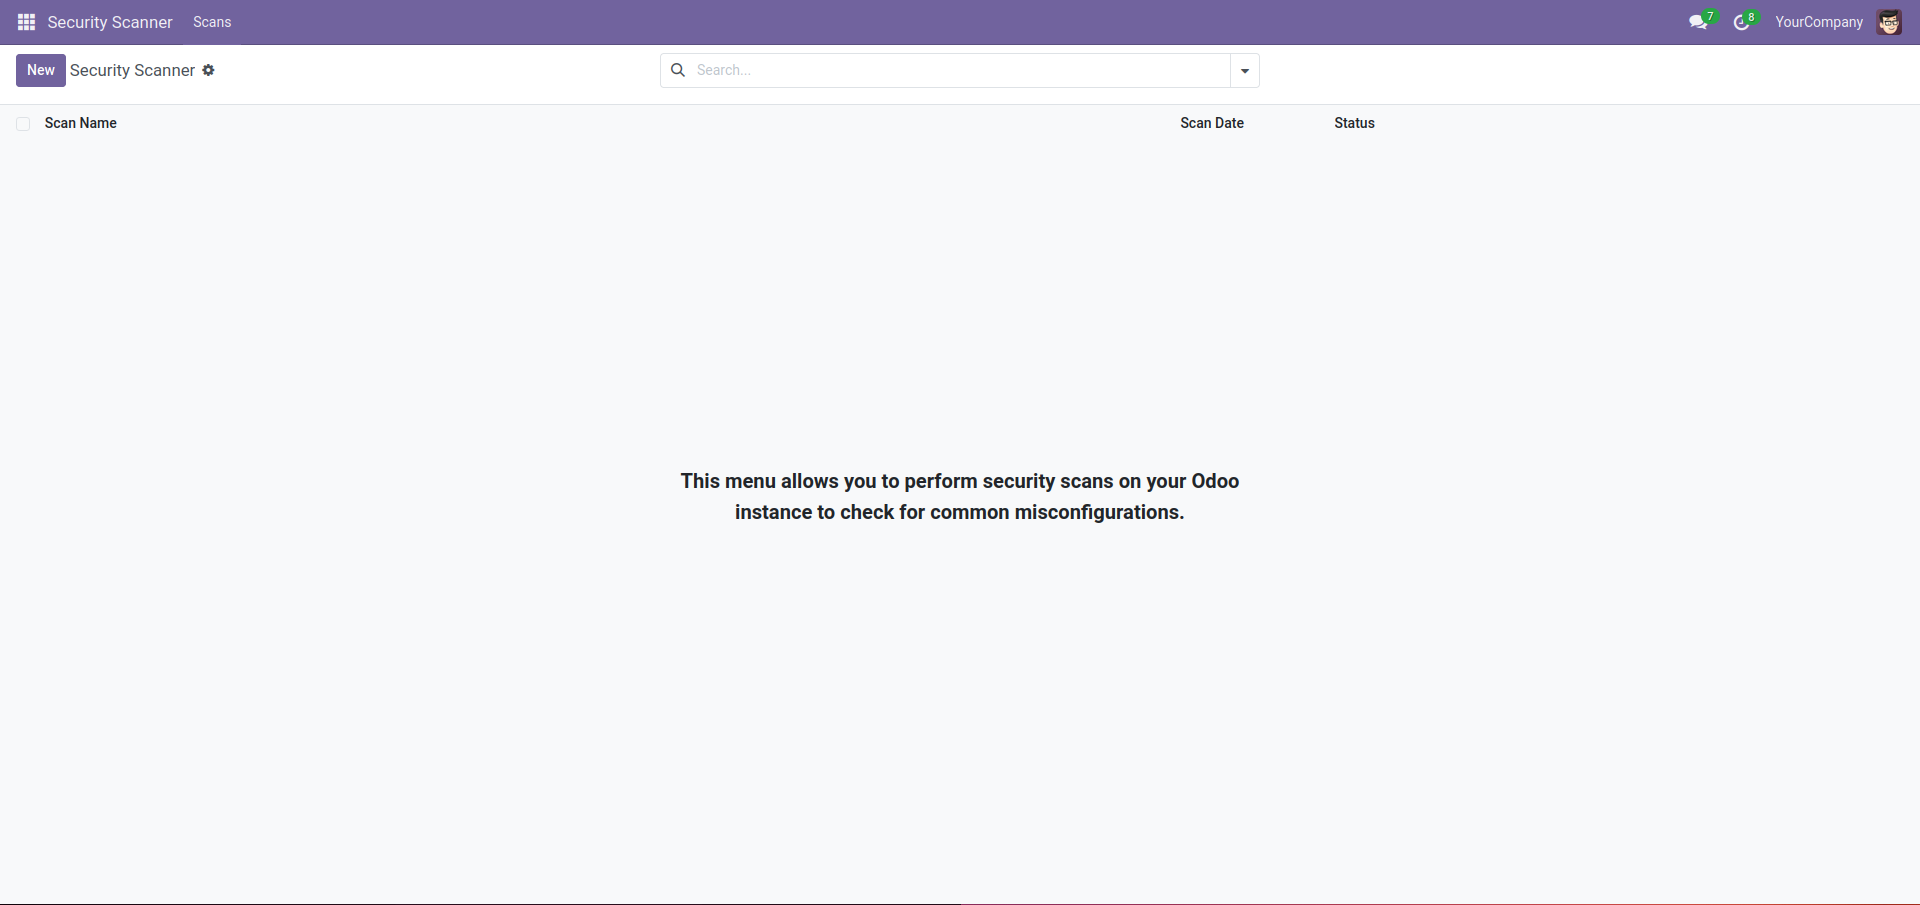 Security Scanner Scans 7 8 YourCompany
New Security Scanner Search...
Scan Name Scan Date Status
This menu allows you to perform security scans on your Odoo
instance to check for common misconfigurations.